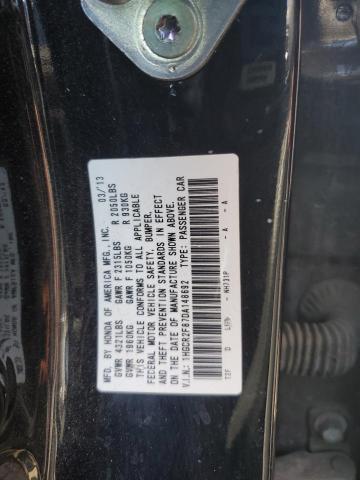 MFD. BY HONDA OF AMERICA MFG., INC. 03/13
GVWR 4321LBS GAWR F 2315LBS R 2050LBS
GVWR 1960KG GAWR F 1050KG R 930KG
THIS VEHICLE CONFORMS TO ALL APPLICABLE
FEDERAL MOTOR VEHICLE SAFETY, BUMPER,
AND THEFT PREVENTION STANDARDS IN EFFECT
ON THE DATE OF MANUFACTURE SHOWN ABOVE.
V.I.N.: 1HGCR2F87DA148692 TYPE: PASSENGER CAR
T2F D - NH731P - A - A